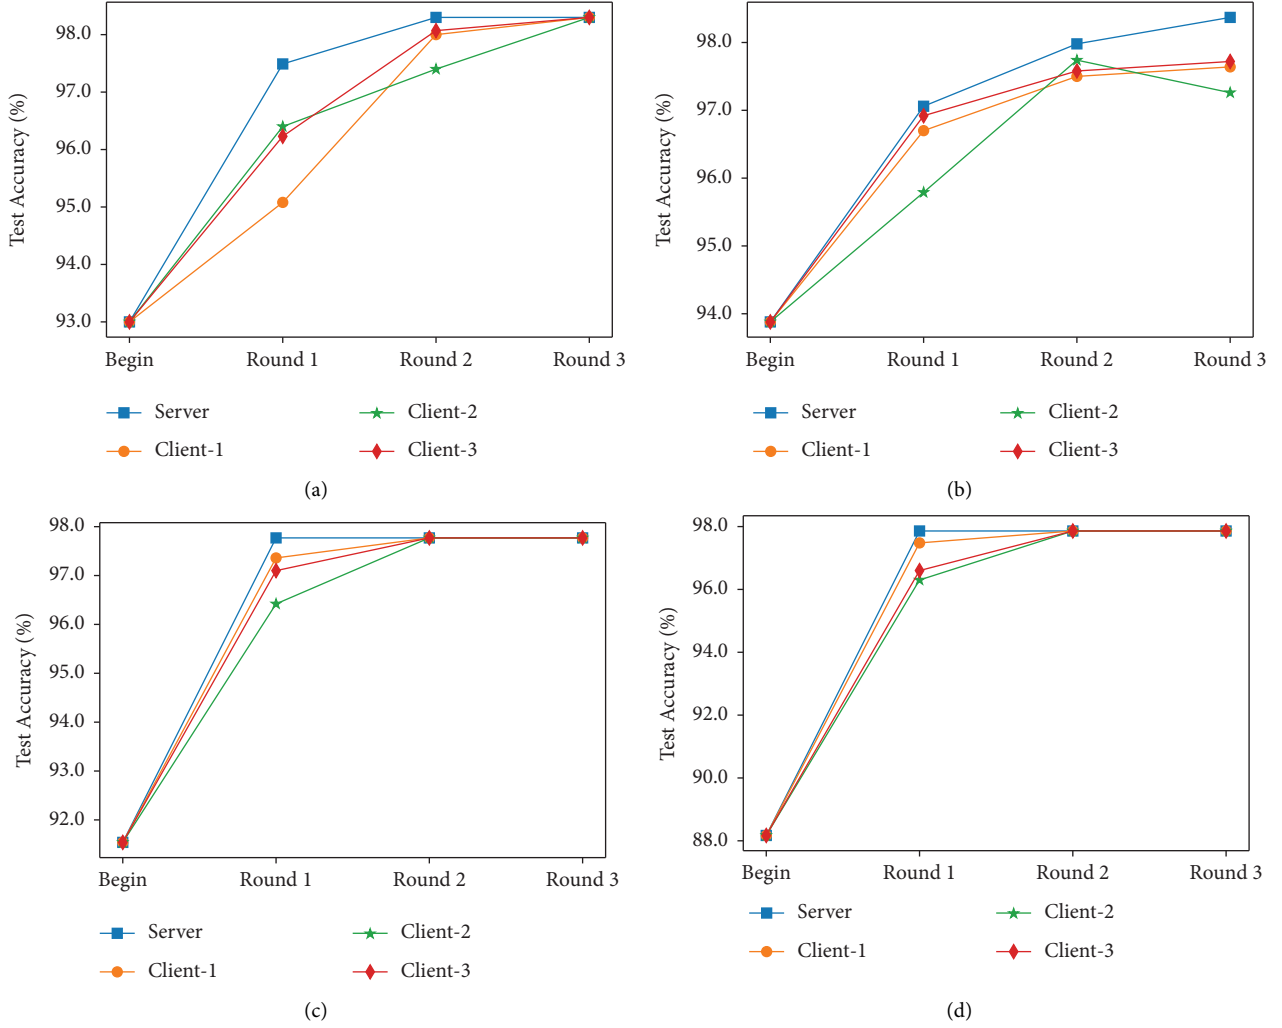 Test Accuracy (%)
98.0
97.0
96.0
95.0
94.0
93.0
Begin Round 1 Round 2 Round 3
Server Client-2
Client-1 Client-3
(a)
Test Accuracy (%)
98.0
97.0
96.0
95.0
94.0
Begin Round 1 Round 2 Round 3
Server Client-2
Client-1 Client-3
(b)
Test Accuracy (%)
98.0
97.0
96.0
95.0
94.0
93.0
92.0
Begin Round 1 Round 2 Round 3
Server Client-2
Client-1 Client-3
(c)
Test Accuracy (%)
98.0
96.0
94.0
92.0
90.0
88.0
Begin Round 1 Round 2 Round 3
Server Client-2
Client-1 Client-3
(d)